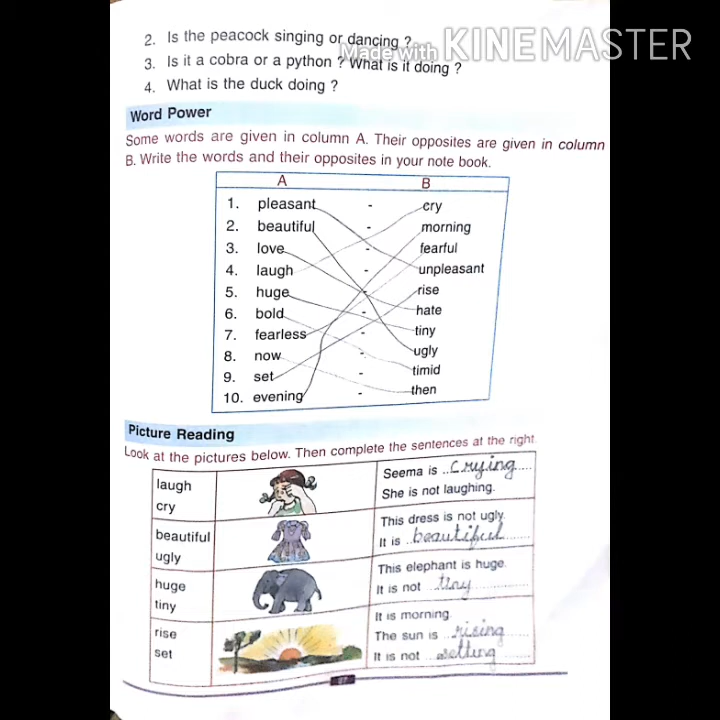 2. Is the peacock singing or dancing ?
Made with KINEMASTER
3. Is it a cobra or a python ? What is it doing ?
4. What is the duck doing ?
Word Power
Some words are given in column A. Their opposites are given in column
B. Write the words and their opposites in your note book.
A B
1. pleasant - cry
2. beautiful - morning
3. love - fearful
4. laugh - unpleasant
5. huge - rise
6. bold - hate
7. fearless - tiny
8. now - ugly
9. set - timid
10. evening - then
Picture Reading
Look at the pictures below. Then complete the sentences at the right
laugh
cry
Seema is ..crying....
She is not laughing.
beautiful
ugly
This dress is not ugly.
It is ..beautiful......
huge
tiny
This elephant is huge.
It is not ...tiny............
rise
set
It is morning.
The sun is ...rising.....
It is not ...setting.......
87